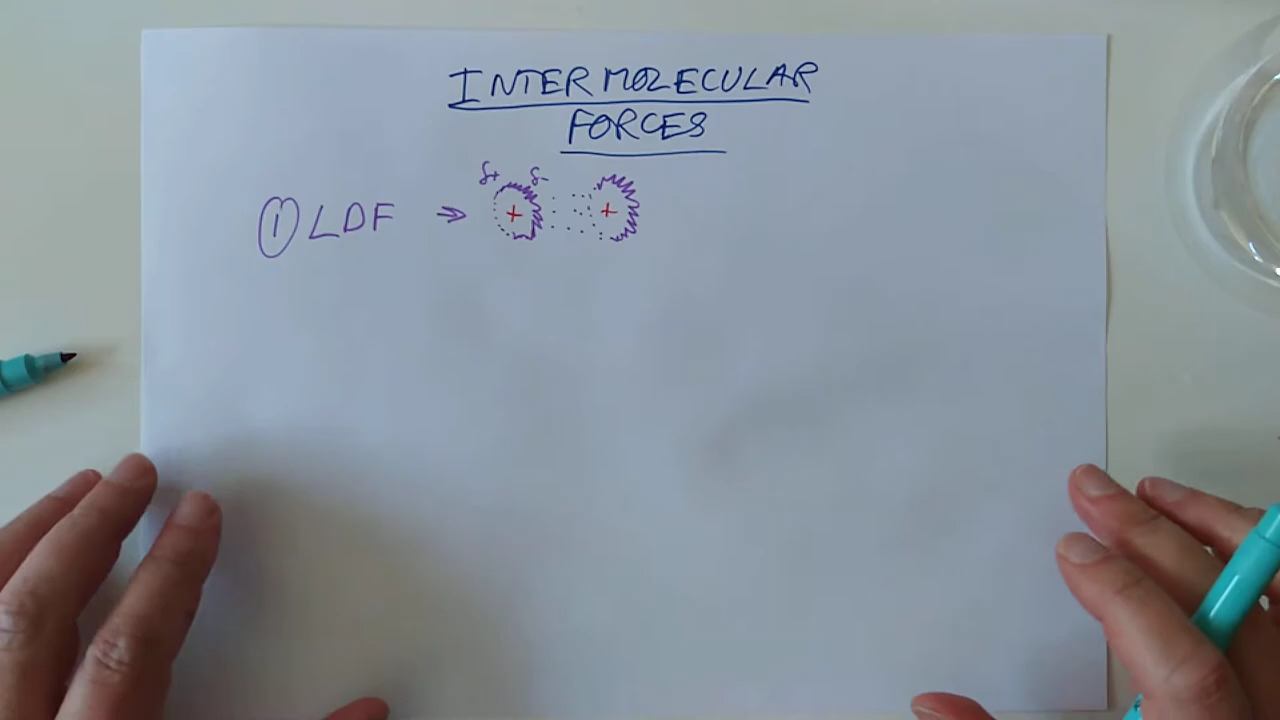 INTERMOLECULAR
FORCES
δ+ δ-
① LDF ⇒ + +